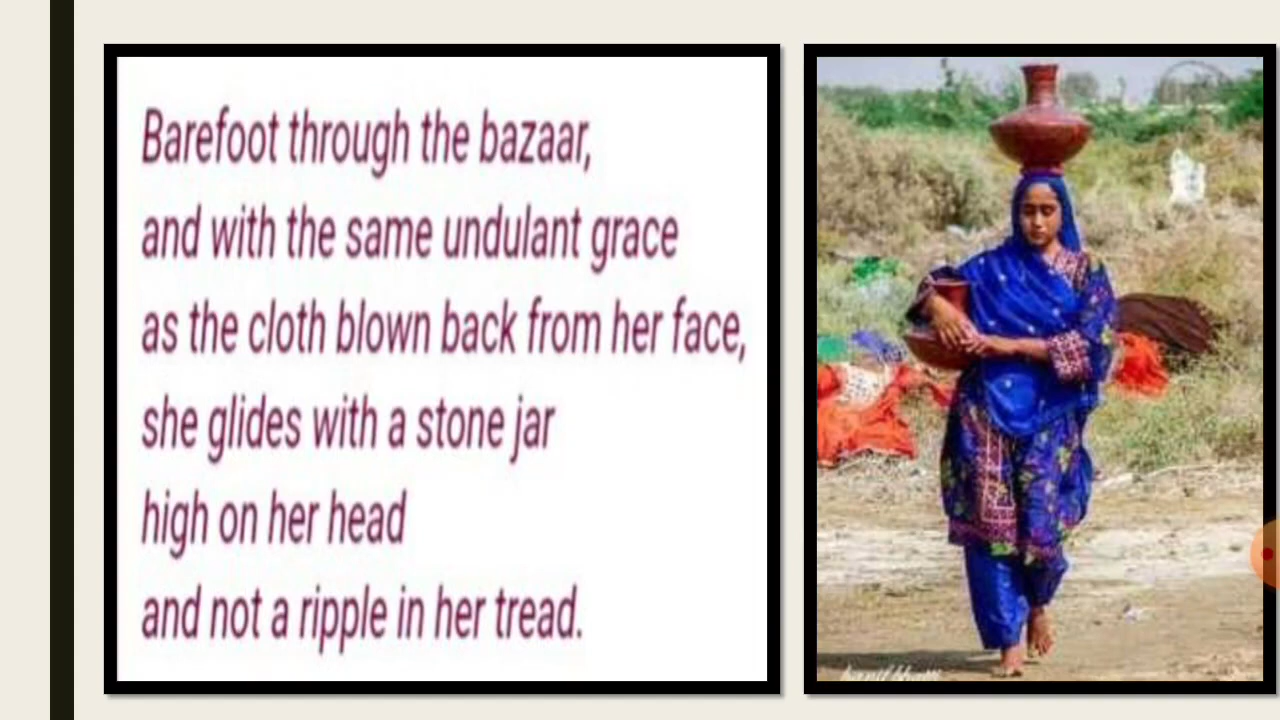 Barefoot through the bazaar,
and with the same undulant grace
as the cloth blown back from her face,
she glides with a stone jar
high on her head
and not a ripple in her tread.